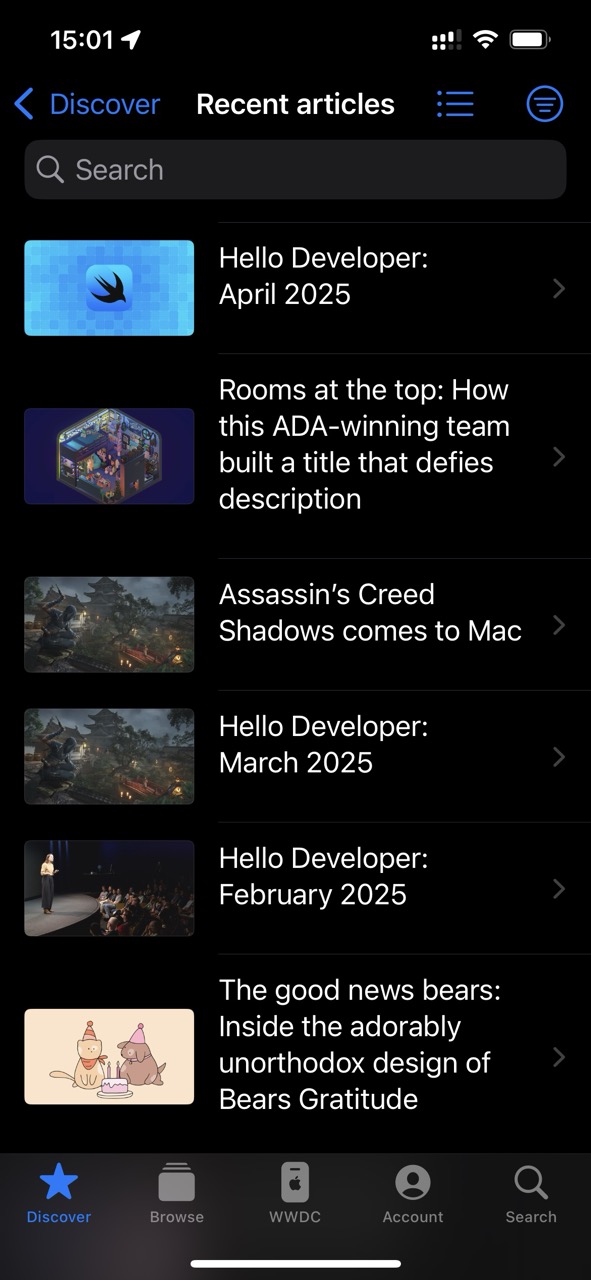 15:01
Discover
Recent articles
Search
Hello Developer:
April 2025
Rooms at the top: How
this ADA-winning team
built a title that defies
description
Assassin’s Creed
Shadows comes to Mac
Hello Developer:
March 2025
Hello Developer:
February 2025
The good news bears:
Inside the adorably
unorthodox design of
Bears Gratitude
Discover
Browse
WWDC
Account
Search